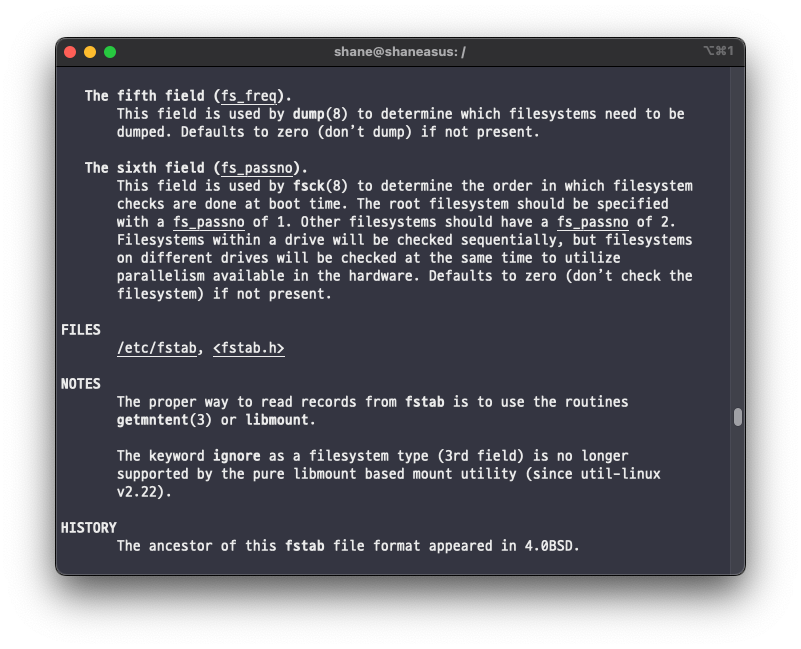 shane@shaneasus: /
⌥⌘1
The fifth field (fs_freq).
This field is used by dump(8) to determine which filesystems need to be
dumped. Defaults to zero (don’t dump) if not present.
The sixth field (fs_passno).
This field is used by fsck(8) to determine the order in which filesystem
checks are done at boot time. The root filesystem should be specified
with a fs_passno of 1. Other filesystems should have a fs_passno of 2.
Filesystems within a drive will be checked sequentially, but filesystems
on different drives will be checked at the same time to utilize
parallelism available in the hardware. Defaults to zero (don’t check the
filesystem) if not present.
FILES
/etc/fstab, <fstab.h>
NOTES
The proper way to read records from fstab is to use the routines
getmntent(3) or libmount.
The keyword ignore as a filesystem type (3rd field) is no longer
supported by the pure libmount based mount utility (since util-linux
v2.22).
HISTORY
The ancestor of this fstab file format appeared in 4.0BSD.